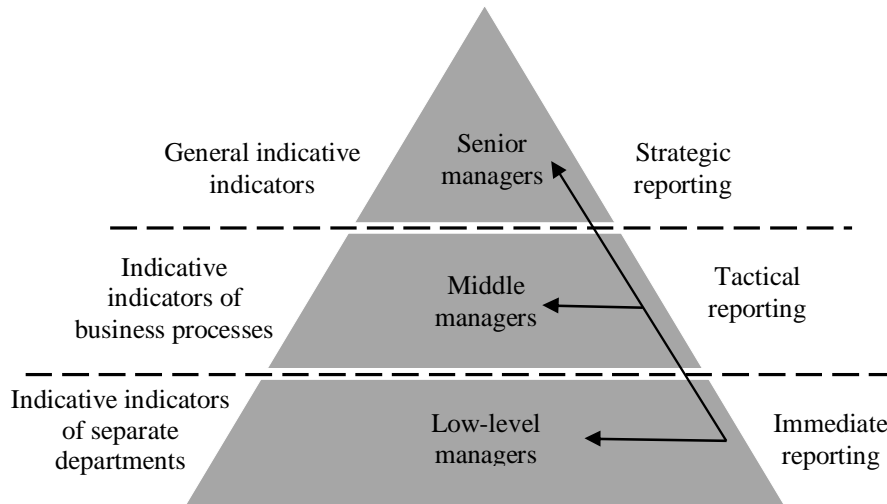 General indicative
indicators
Senior
managers
Strategic
reporting
Indicative
indicators of
business processes
Middle
managers
Tactical
reporting
Indicative indicators
of separate
departments
Low-level
managers
Immediate
reporting